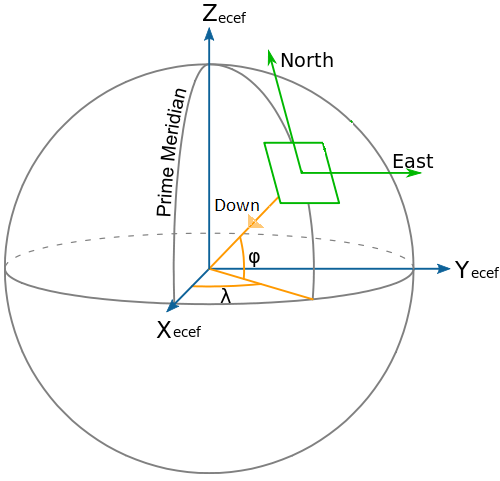 Zecef
North
Prime Meridian
East
Down
φ
Yecef
λ
Xecef